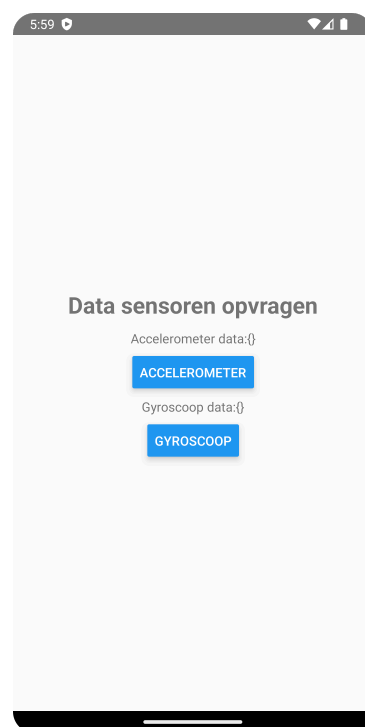 5:59
Data sensoren opvragen
Accelerometer data:{}
ACCELEROMETER
Gyroscoop data:{}
GYROSCOOP